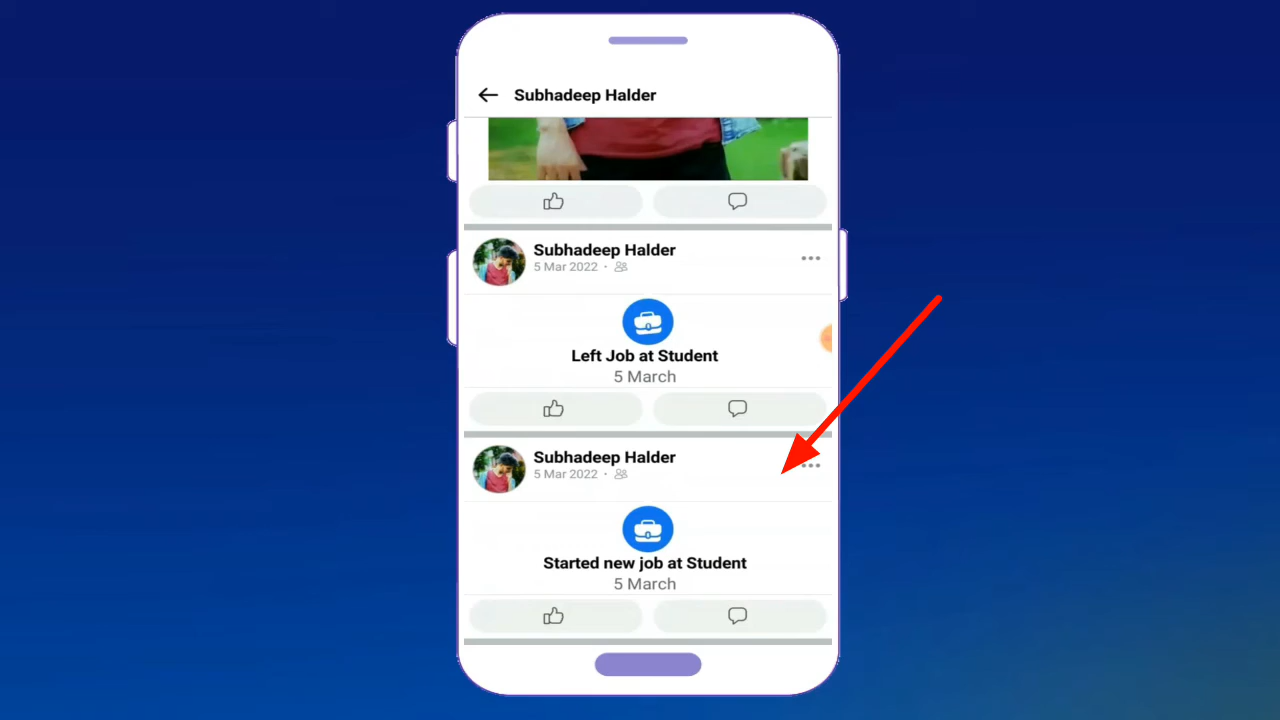 Subhadeep Halder
Subhadeep Halder
5 Mar 2022 ·
Left Job at Student
5 March
Subhadeep Halder
5 Mar 2022 ·
Started new job at Student
5 March